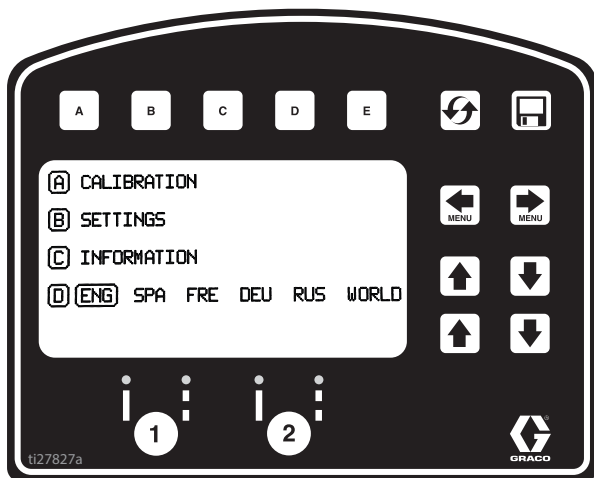 A B C D E
A CALIBRATION
MENU MENU
B SETTINGS
C INFORMATION
D ENG SPA FRE DEU RUS WORLD
1 2
ti27827a
GRACO